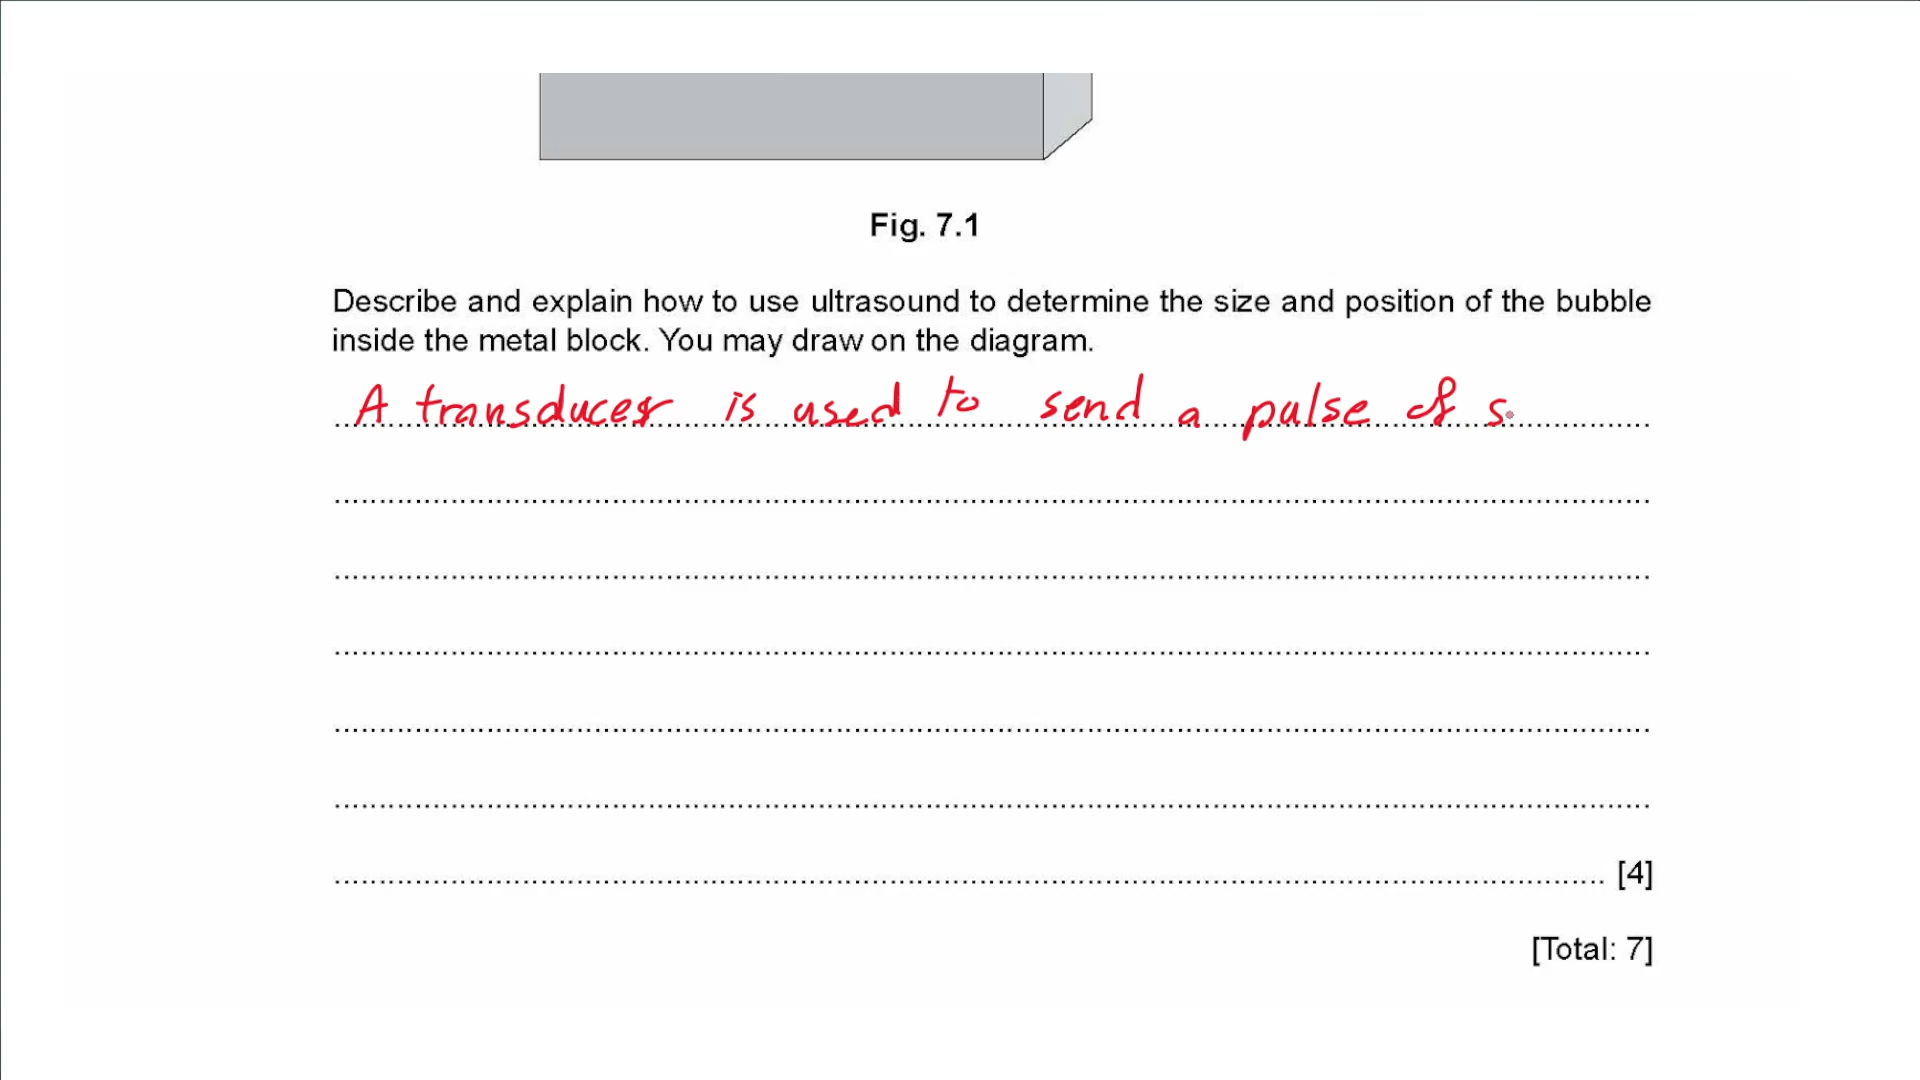 Fig. 7.1
Describe and explain how to use ultrasound to determine the size and position of the bubble
inside the metal block. You may draw on the diagram.
A transducer is used to send a pulse of s
[4]
[Total: 7]